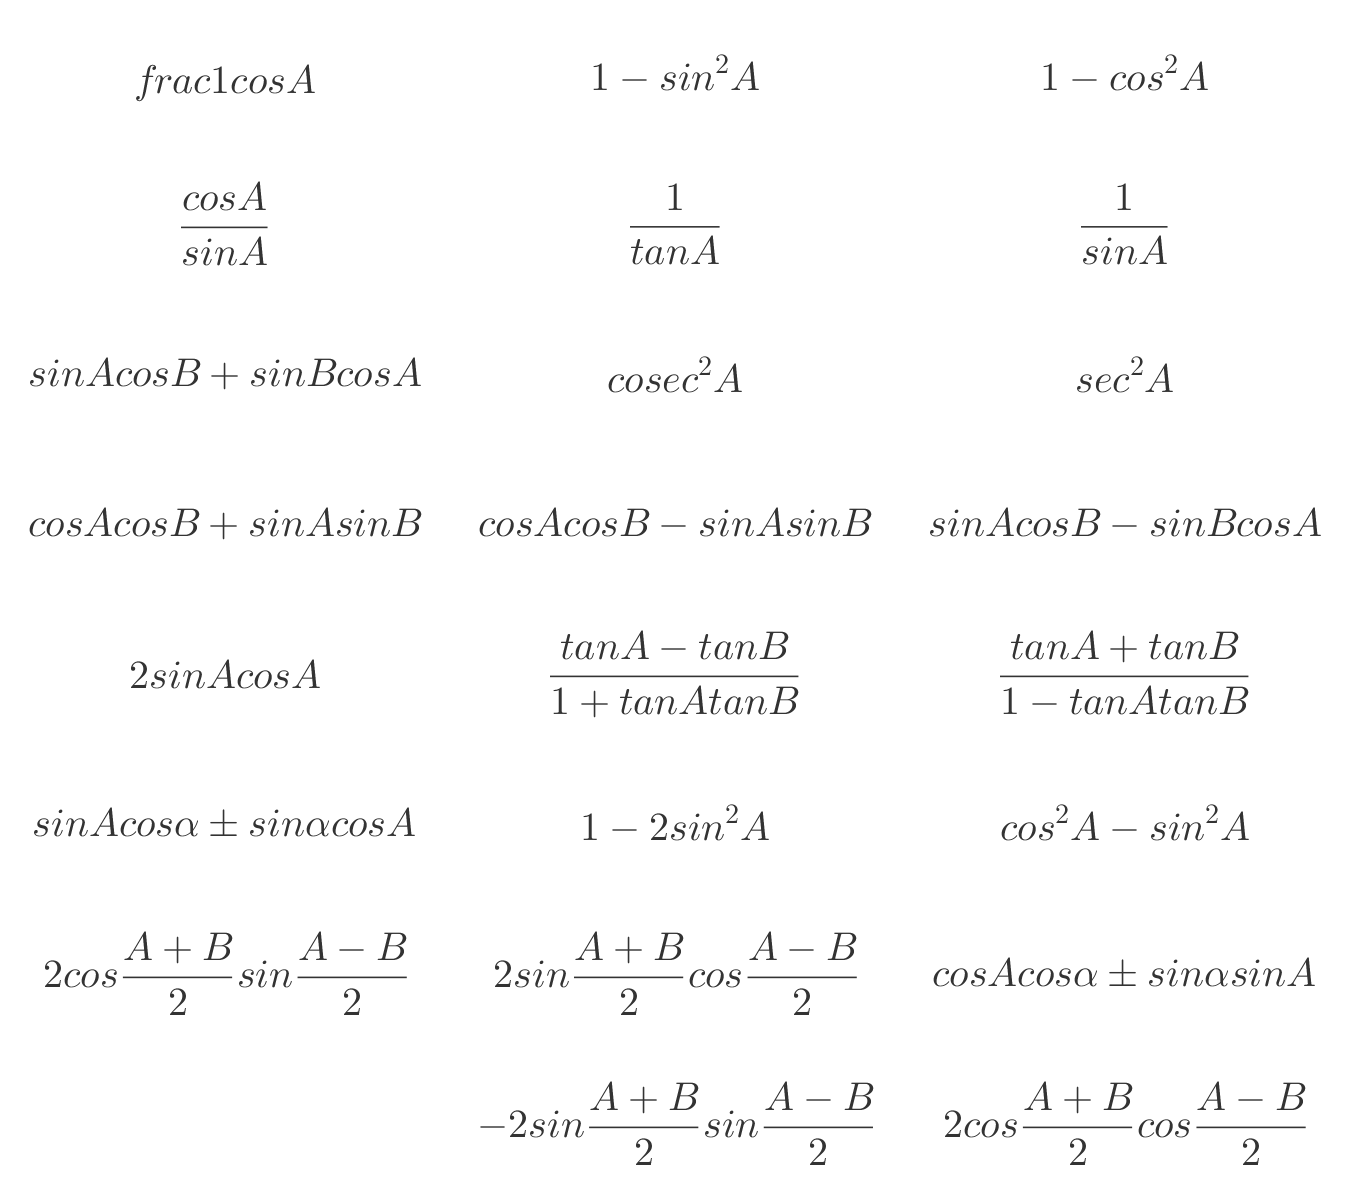 frac1cosA 1 − sin²A 1 − cos²A
cosA/sinA 1/tanA 1/sinA
sinAcosB + sinBcosA cosec²A sec²A
cosAcosB + sinAsinB cosAcosB − sinAsinB sinAcosB − sinBcosA
2sinAcosA (tanA − tanB)/(1 + tanAtanB) (tanA + tanB)/(1 − tanAtanB)
sinAcosα ± sinαcosA 1 − 2sin²A cos²A − sin²A
2cos(A + B)/2 sin(A − B)/2 2sin(A + B)/2 cos(A − B)/2 cosAcosα ± sinαsinA
−2sin(A + B)/2 sin(A − B)/2 2cos(A + B)/2 cos(A − B)/2